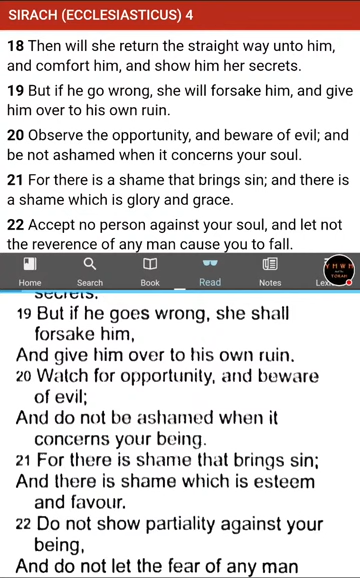 SIRACH (ECCLESIASTICUS) 4
18 Then will she return the straight way unto him,
and comfort him, and show him her secrets.
19 But if he go wrong, she will forsake him, and give
him over to his own ruin.
20 Observe the opportunity, and beware of evil; and
be not ashamed when it concerns your soul.
21 For there is a shame that brings sin; and there is
a shame which is glory and grace.
22 Accept no person against your soul, and let not
the reverence of any man cause you to fall.
Home Search Book Read Notes
secrets.
19 But if he goes wrong, she shall
forsake him,
And give him over to his own ruin.
20 Watch for opportunity, and beware
of evil;
And do not be ashamed when it
concerns your being.
21 For there is shame that brings sin;
And there is shame which is esteem
and favour.
22 Do not show partiality against your
being,
And do not let the fear of any man